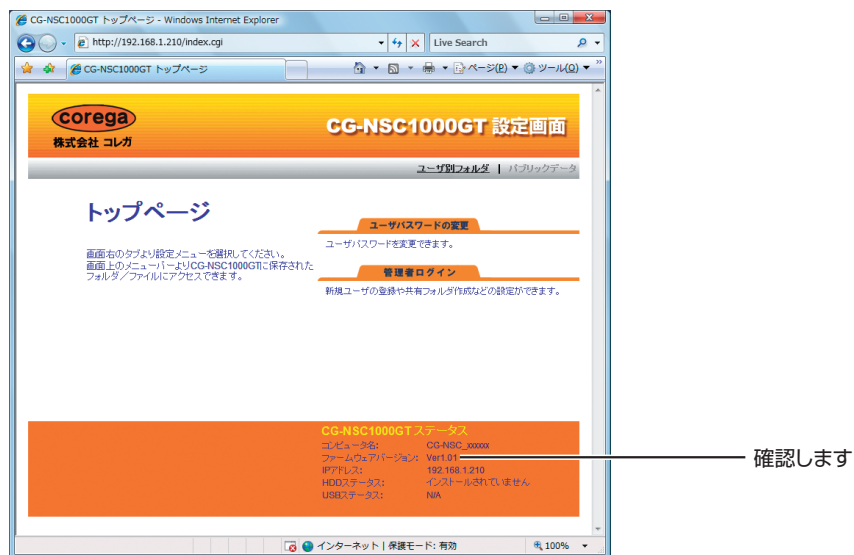 CG-NSC1000GT トップページ - Windows Internet Explorer
http://192.168.1.210/index.cgi
Live Search
CG-NSC1000GT トップページ
ページ(P)
ツール(O)
corega
株式会社 コレガ
CG-NSC1000GT 設定画面
ユーザ別フォルダ | パブリックデータ
トップページ
画面右のタブより設定メニューを選択してください。
画面上のメニューバーよりCG-NSC1000GTに保存された
フォルダ／ファイルにアクセスできます。
ユーザパスワードの変更
ユーザパスワードを変更できます。
管理者ログイン
新規ユーザの登録や共有フォルダ作成などの設定ができます。
CG-NSC1000GTステータス
コンピュータ名: CG-NSC_xxxxxx
ファームウェアバージョン: Ver1.01
IPアドレス: 192.168.1.210
HDDステータス: インストールされていません
USBステータス: N/A
確認します
インターネット | 保護モード: 有効
100%